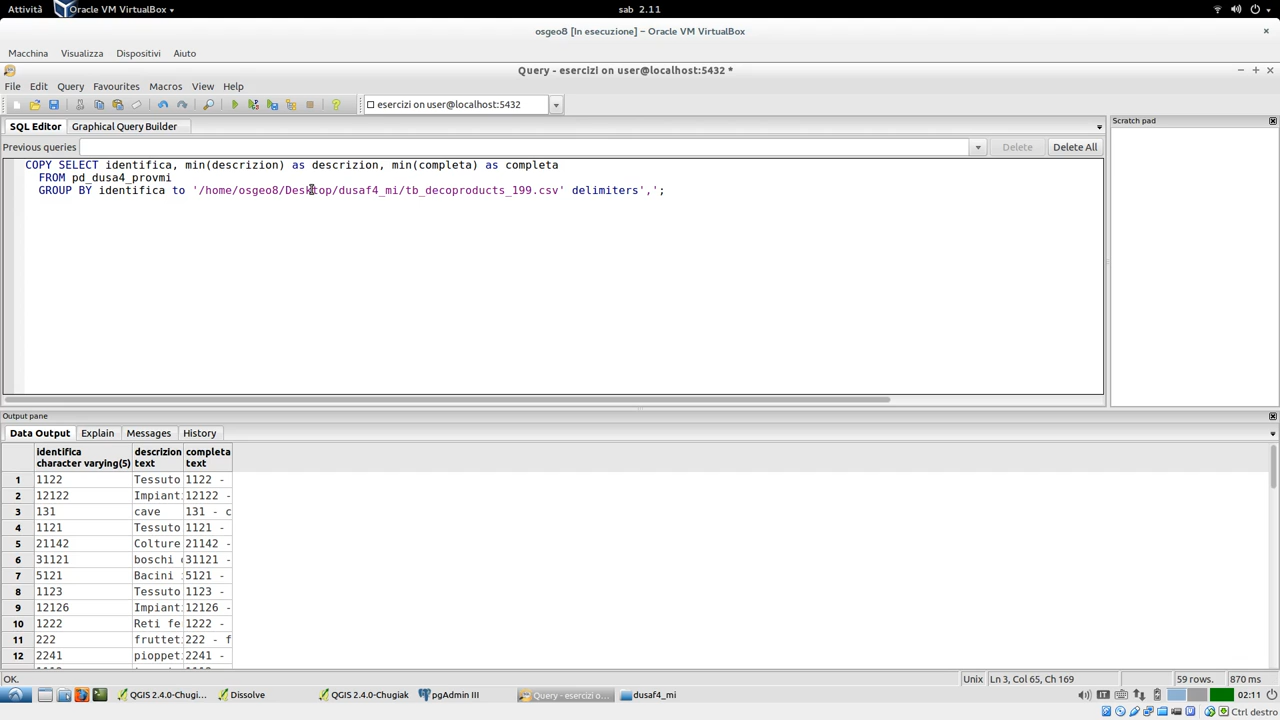 Attività Oracle VM VirtualBox sab 2.11
osgeo8 [In esecuzione] – Oracle VM VirtualBox
Macchina Visualizza Dispositivi Aiuto
Query - esercizi on user@localhost:5432 *
File Edit Query Favourites Macros View Help
esercizi on user@localhost:5432
SQL Editor Graphical Query Builder
Scratch pad
Previous queries Delete Delete All
COPY SELECT identifica, min(descrizion) as descrizion, min(completa) as completa
FROM pd_dusa4_provmi
GROUP BY identifica to '/home/osgeo8/Desktop/dusaf4_mi/tb_decoproducts_199.csv' delimiters',';
Output pane
Data Output Explain Messages History
identifica descrizion completa
character varying(5) text text
1 1122 Tessuto 1122 -
2 12122 Impiant 12122 -
3 131 cave 131 - c
4 1121 Tessuto 1121 -
5 21142 Colture 21142 -
6 31121 boschi 31121 -
7 5121 Bacini 5121 -
8 1123 Tessuto 1123 -
9 12126 Impiant 12126 -
10 1222 Reti fe 1222 -
11 222 fruttet 222 - f
12 2241 pioppet 2241 -
OK. Unix Ln 3, Col 65, Ch 169 59 rows. 870 ms
QGIS 2.4.0-Chugi... Dissolve QGIS 2.4.0-Chugiak pgAdmin III Query - esercizi o... dusaf4_mi IT 02:11
Ctrl destro